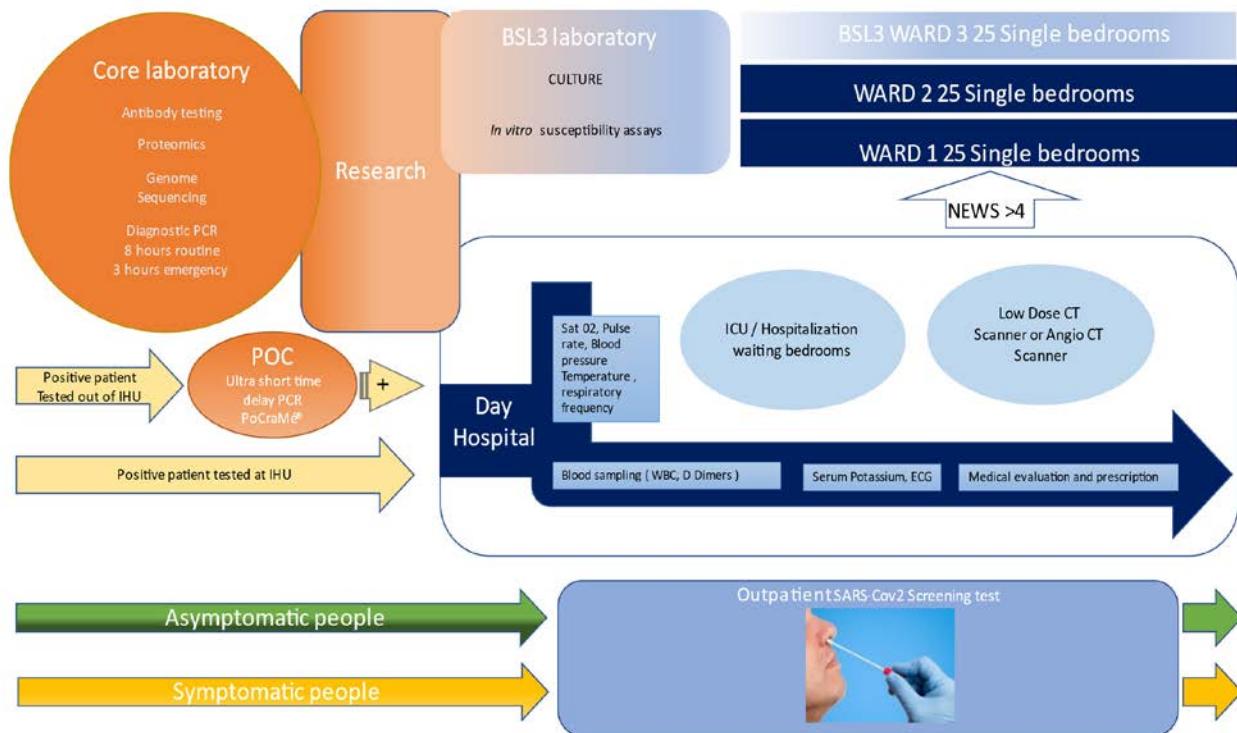 Core laboratory
Antibody testing
Proteomics
Genome
Sequencing
Diagnostic PCR
8 hours routine
3 hours emergency
Research
BSL3 laboratory
CULTURE
In vitro susceptibility assays
BSL3 WARD 3 25 Single bedrooms
WARD 2 25 Single bedrooms
WARD 1 25 Single bedrooms
NEWS >4
Positive patient
Tested out of IHU
POC
Ultra short time
delay PCR
PoCraMé®
+
Positive patient tested at IHU
Day
Hospital
Sat 02, Pulse
rate, Blood
pressure
Temperature ,
respiratory
frequency
ICU / Hospitalization
waiting bedrooms
Low Dose CT
Scanner or Angio CT
Scanner
Blood sampling ( WBC, D Dimers )
Serum Potassium, ECG
Medical evaluation and prescription
Asymptomatic people
Symptomatic people
Outpatient SARS-Cov2 Screening test